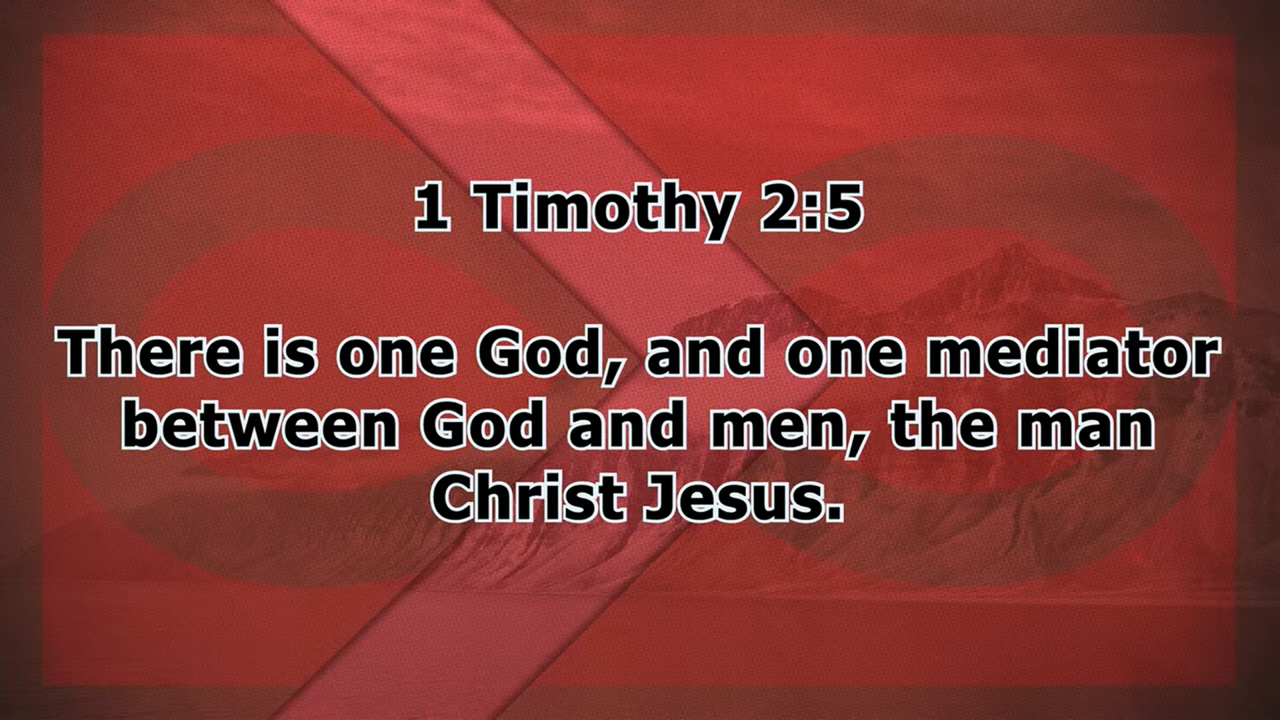 1 Timothy 2:5
There is one God, and one mediator
between God and men, the man
Christ Jesus.